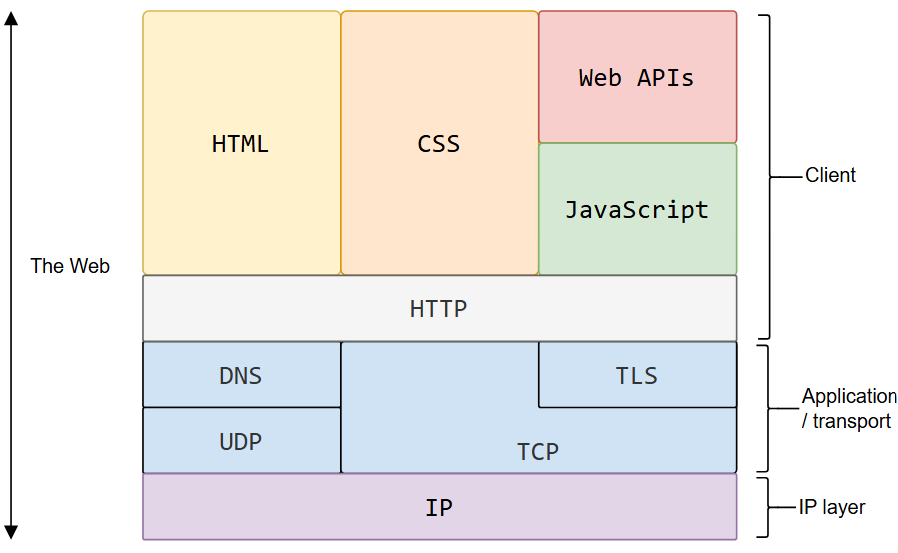 Web APIs
HTML
CSS
Client
JavaScript
The Web
HTTP
DNS
TLS
Application
/ transport
UDP
TCP
IP
IP layer